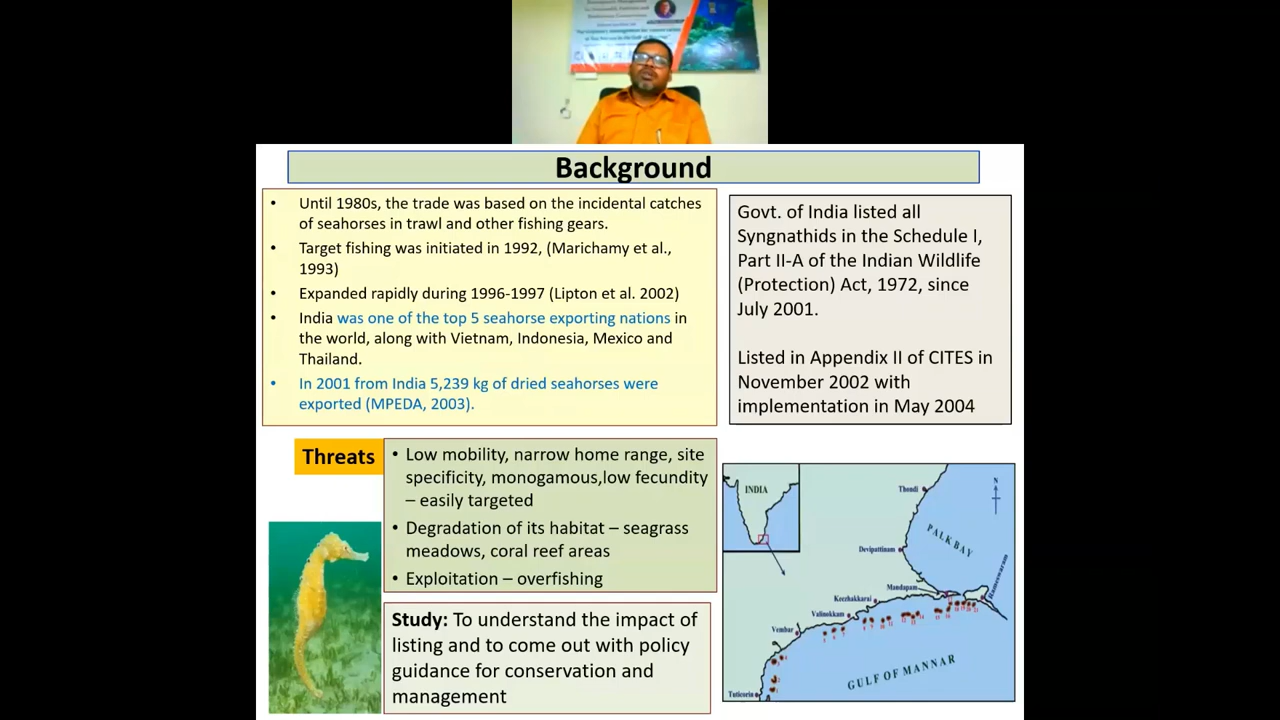 Background
• Until 1980s, the trade was based on the incidental catches
of seahorses in trawl and other fishing gears.
• Target fishing was initiated in 1992, (Marichamy et al.,
1993)
• Expanded rapidly during 1996-1997 (Lipton et al. 2002)
• India was one of the top 5 seahorse exporting nations in
the world, along with Vietnam, Indonesia, Mexico and
Thailand.
• In 2001 from India 5,239 kg of dried seahorses were
exported (MPEDA, 2003).
Govt. of India listed all
Syngnathids in the Schedule I,
Part II-A of the Indian Wildlife
(Protection) Act, 1972, since
July 2001.
Listed in Appendix II of CITES in
November 2002 with
implementation in May 2004
Threats
• Low mobility, narrow home range, site
specificity, monogamous,low fecundity
– easily targeted
• Degradation of its habitat – seagrass
meadows, coral reef areas
• Exploitation – overfishing
Study: To understand the impact of
listing and to come out with policy
guidance for conservation and
management
INDIA
Thondi
N
PALK BAY
Devipattinam
Mandapam
Rameswaram
Keezhakkarai
Valinokkam
Vembar
GULF OF MANNAR
Tuticorin